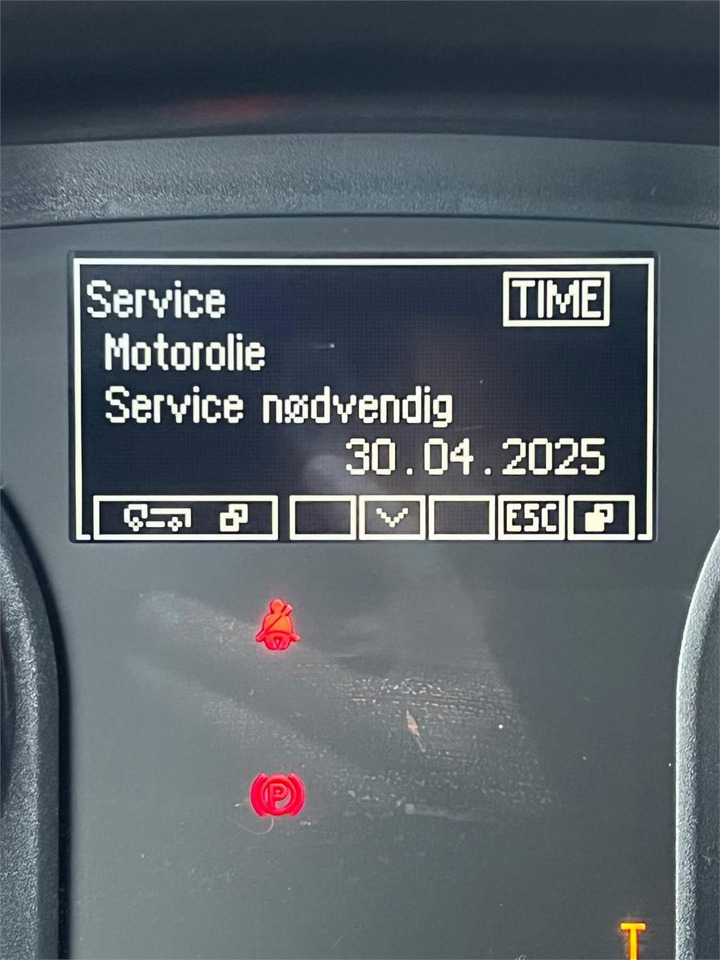 Service TIME
Motorolie
Service nødvendig
30.04.2025
ESC
P
T